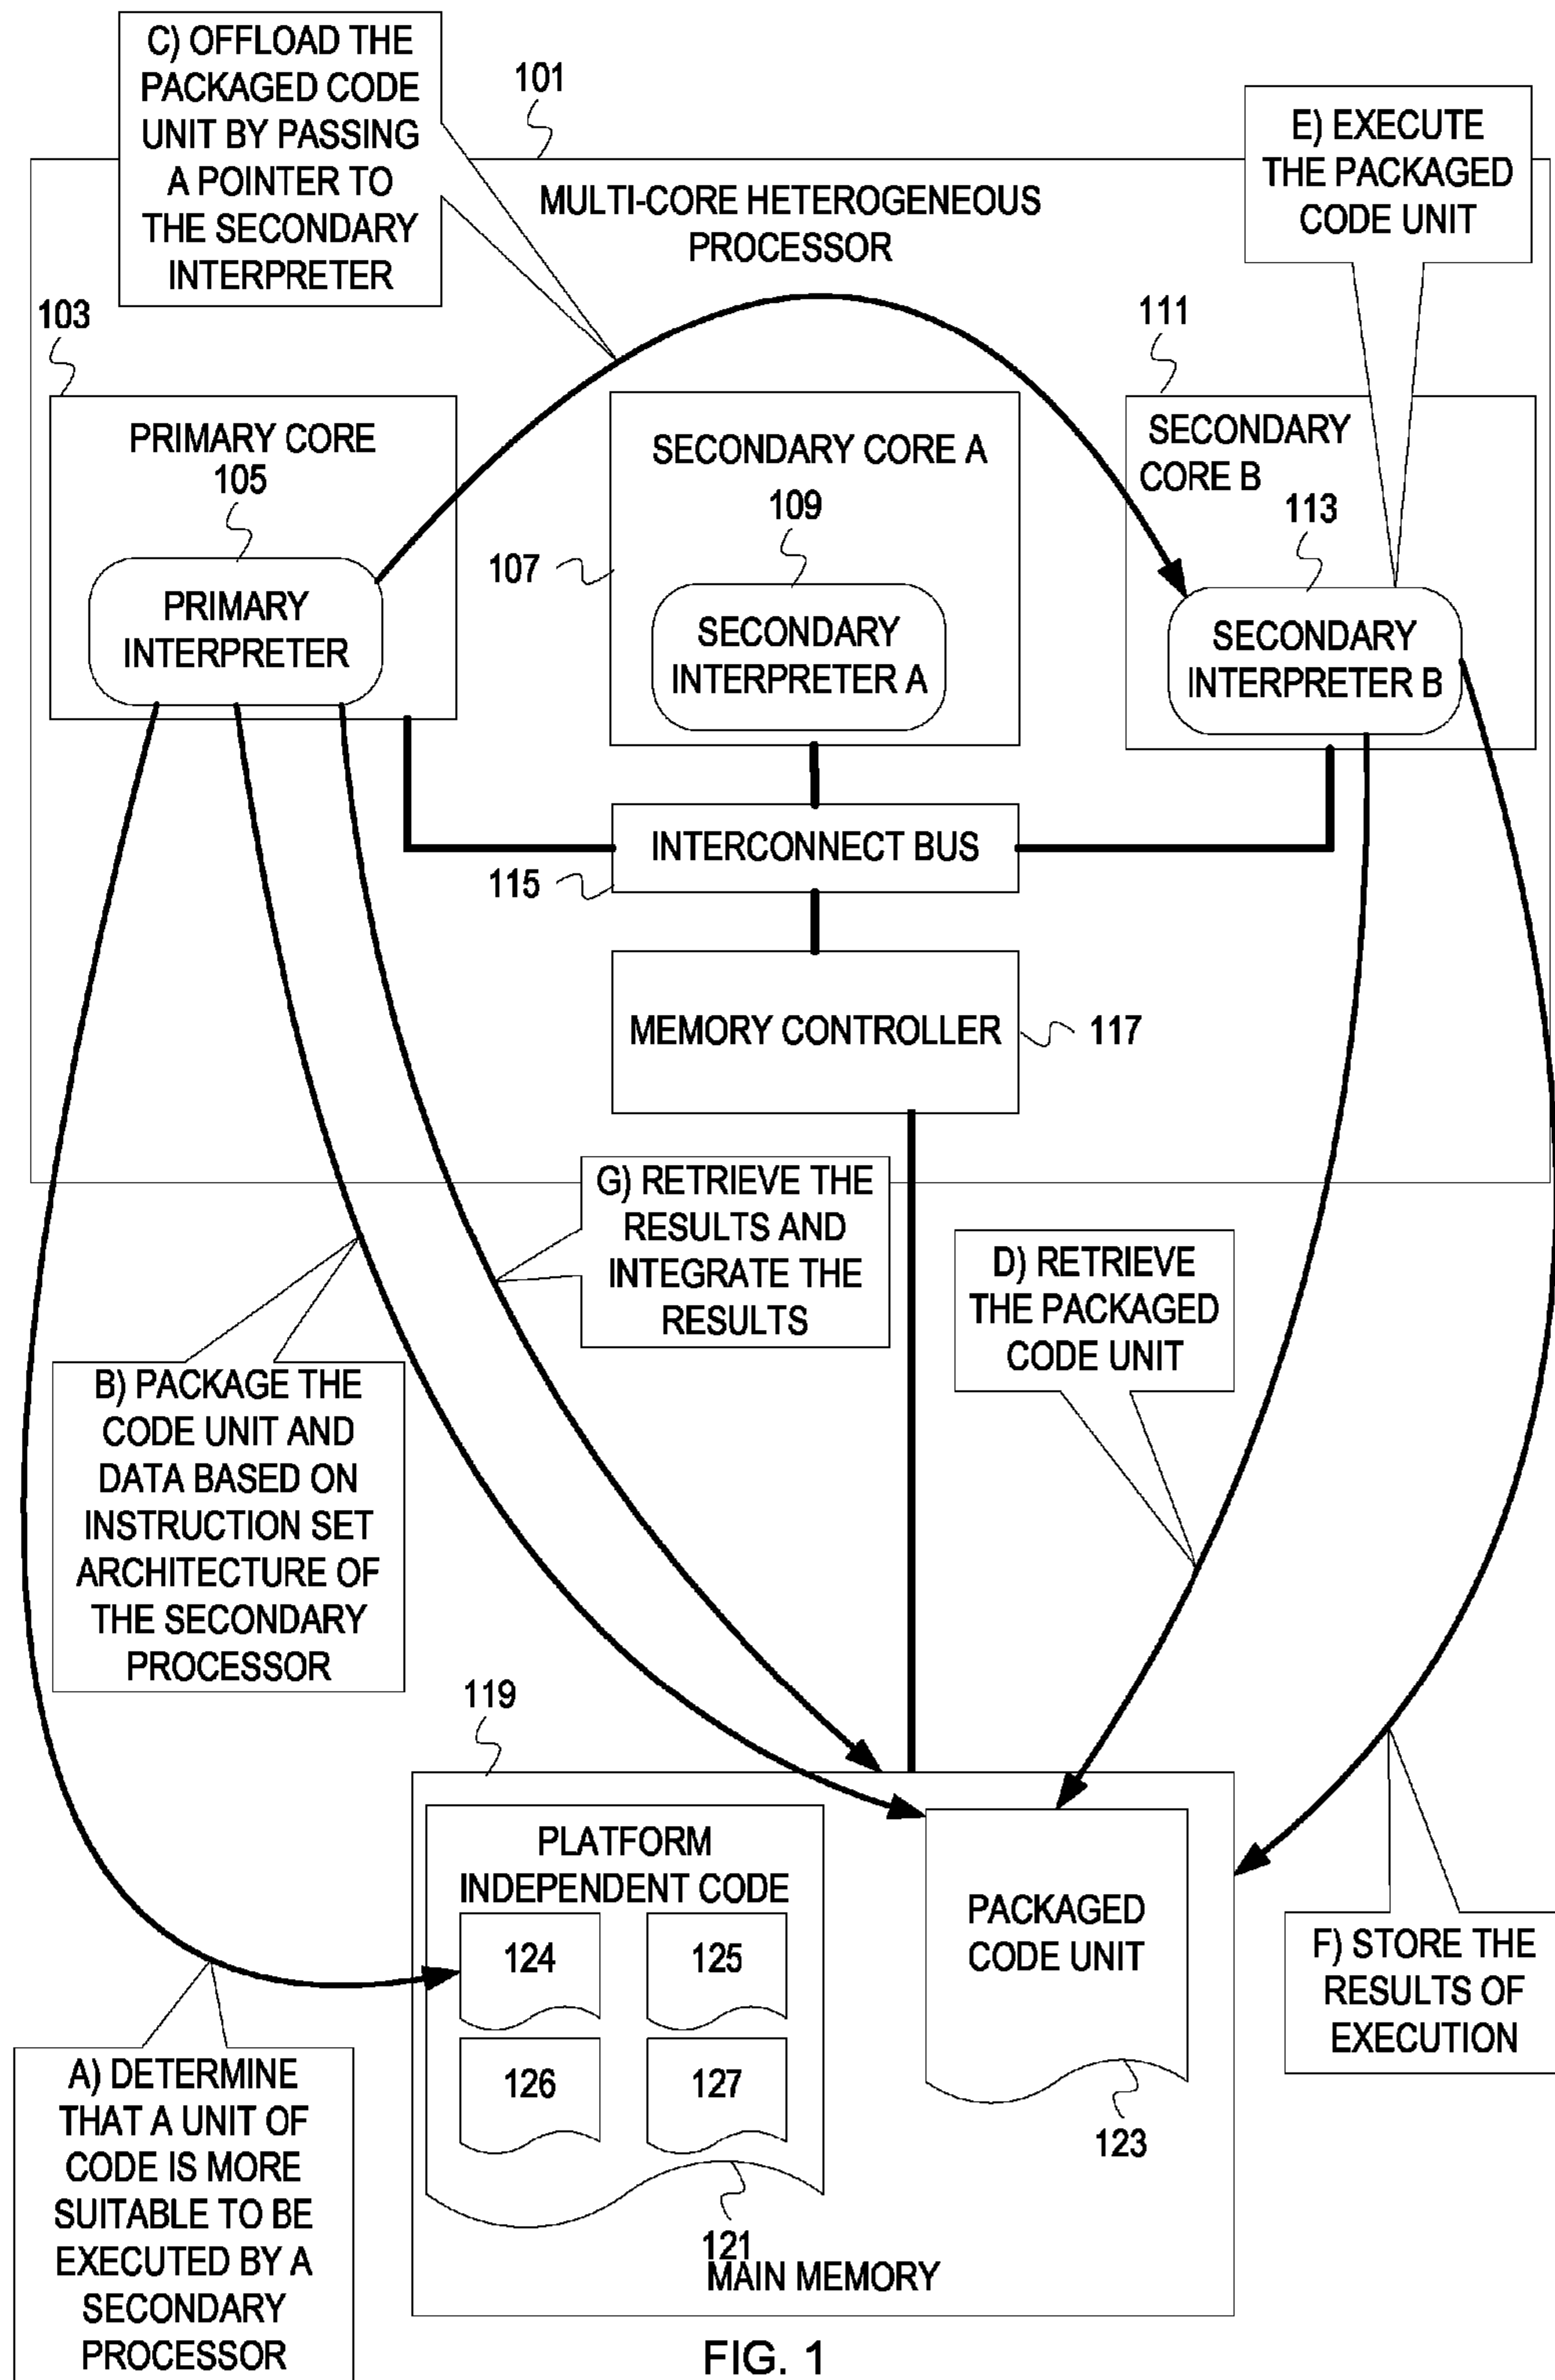 C) OFFLOAD THE
PACKAGED CODE
UNIT BY PASSING
A POINTER TO
THE SECONDARY
INTERPRETER
101
E) EXECUTE
THE PACKAGED
CODE UNIT
MULTI-CORE HETEROGENEOUS
PROCESSOR
103
111
PRIMARY CORE
105
PRIMARY
INTERPRETER
SECONDARY CORE A
109
107
SECONDARY
INTERPRETER A
SECONDARY
CORE B
113
SECONDARY
INTERPRETER B
INTERCONNECT BUS
115
MEMORY CONTROLLER
117
G) RETRIEVE THE
RESULTS AND
INTEGRATE THE
RESULTS
D) RETRIEVE
THE PACKAGED
CODE UNIT
B) PACKAGE THE
CODE UNIT AND
DATA BASED ON
INSTRUCTION SET
ARCHITECTURE OF
THE SECONDARY
PROCESSOR
119
PLATFORM
INDEPENDENT CODE
124
125
126
127
121
PACKAGED
CODE UNIT
123
F) STORE THE
RESULTS OF
EXECUTION
A) DETERMINE
THAT A UNIT OF
CODE IS MORE
SUITABLE TO BE
EXECUTED BY A
SECONDARY
PROCESSOR
MAIN MEMORY
FIG. 1